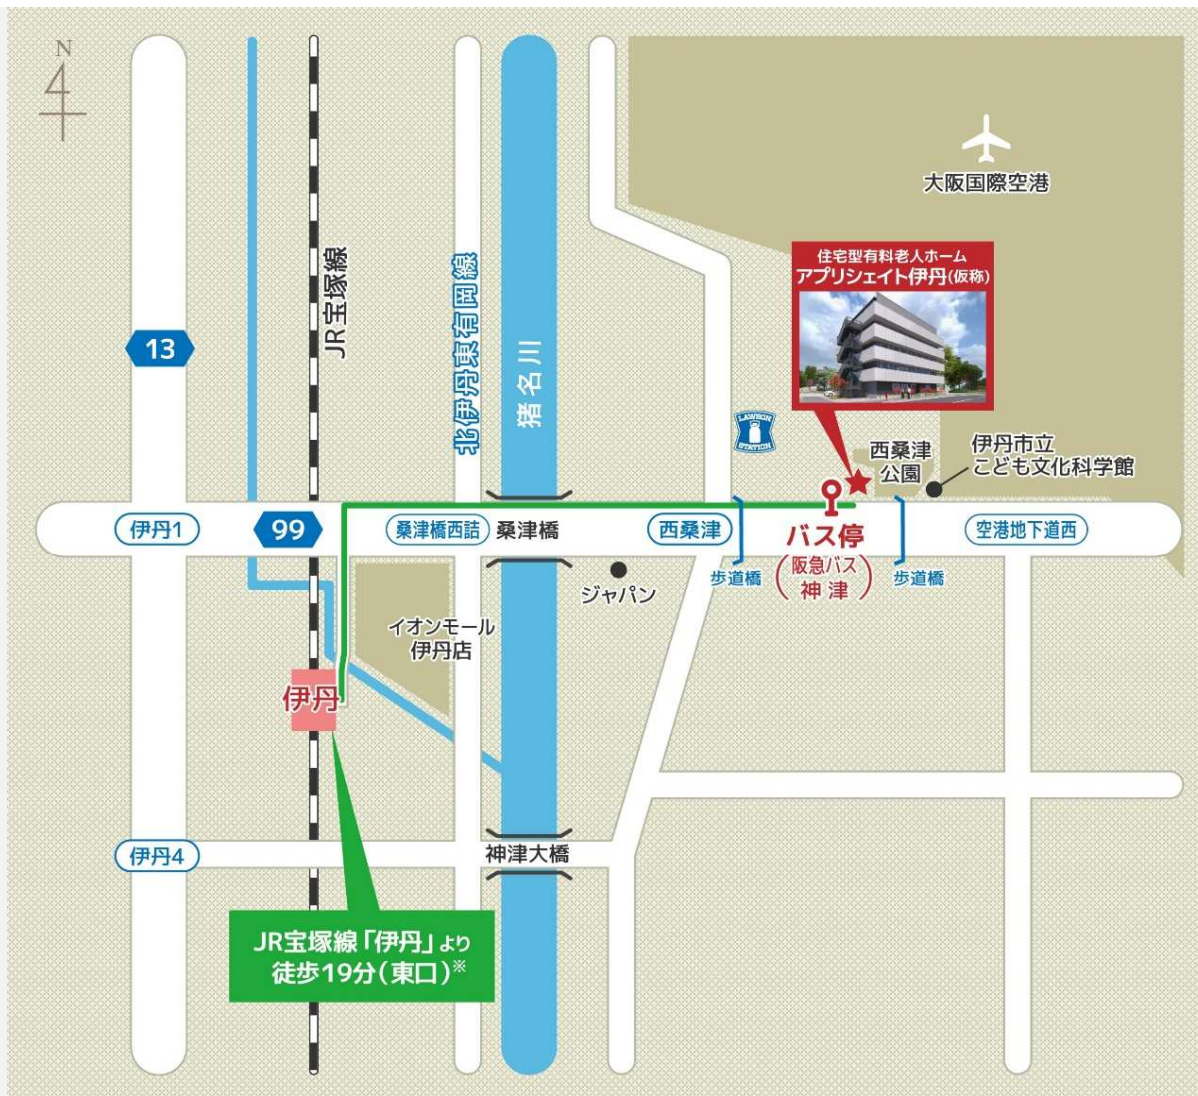 N
大阪国際空港
住宅型有料老人ホーム
アプリシェイト伊丹(仮称)
JR宝塚線
北伊丹東有岡線
猪名川
13
LAWSON
STATION
西桑津
公園
伊丹市立
こども文化科学館
伊丹1
99
桑津橋西詰
桑津橋
西桑津
バス停
(阪急バス
神津)
空港地下道西
歩道橋
歩道橋
ジャパン
イオンモール
伊丹店
伊丹
伊丹4
神津大橋
JR宝塚線「伊丹」より
徒歩19分(東口)※